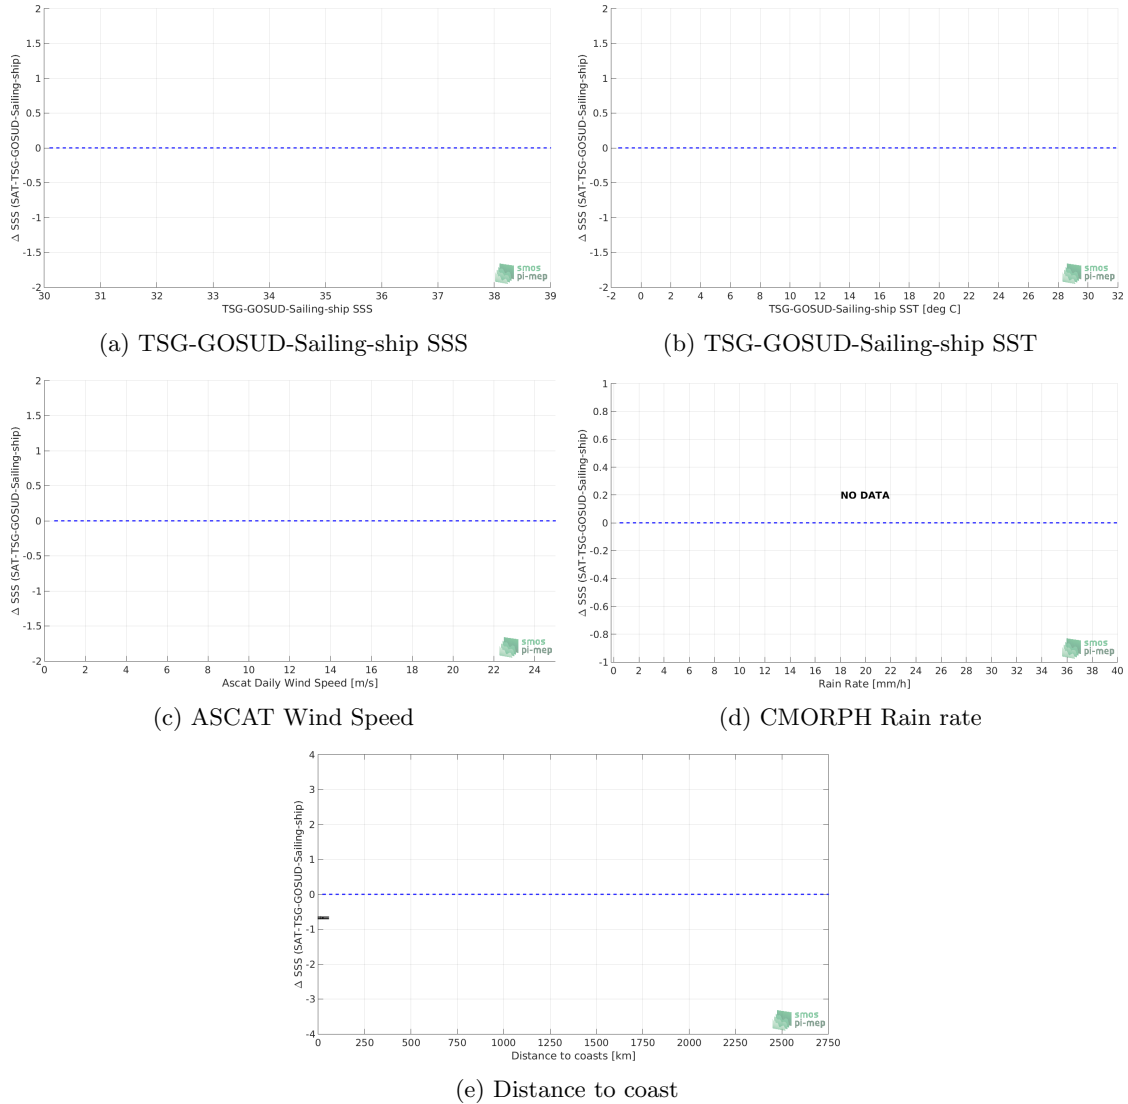 2
1.5
1
0.5
0
-0.5
-1
-1.5
-2
Δ SSS (SAT-TSG-GOSUD-Sailing-ship)
30 31 32 33 34 35 36 37 38 39
TSG-GOSUD-Sailing-ship SSS
smos
pi-mep
(a) TSG-GOSUD-Sailing-ship SSS
2
1.5
1
0.5
0
-0.5
-1
-1.5
-2
Δ SSS (SAT-TSG-GOSUD-Sailing-ship)
-2 0 2 4 6 8 10 12 14 16 18 20 22 24 26 28 30 32
TSG-GOSUD-Sailing-ship SST [deg C]
smos
pi-mep
(b) TSG-GOSUD-Sailing-ship SST
2
1.5
1
0.5
0
-0.5
-1
-1.5
-2
Δ SSS (SAT-TSG-GOSUD-Sailing-ship)
0 2 4 6 8 10 12 14 16 18 20 22 24
Ascat Daily Wind Speed [m/s]
smos
pi-mep
(c) ASCAT Wind Speed
1
0.8
0.6
0.4
0.2
0
-0.2
-0.4
-0.6
-0.8
-1
Δ SSS (SAT-TSG-GOSUD-Sailing-ship)
NO DATA
0 2 4 6 8 10 12 14 16 18 20 22 24 26 28 30 32 34 36 38 40
Rain Rate [mm/h]
smos
pi-mep
(d) CMORPH Rain rate
4
3
2
1
0
-1
-2
-3
-4
Δ SSS (SAT-TSG-GOSUD-Sailing-ship)
0 250 500 750 1000 1250 1500 1750 2000 2250 2500 2750
Distance to coasts [km]
smos
pi-mep
(e) Distance to coast